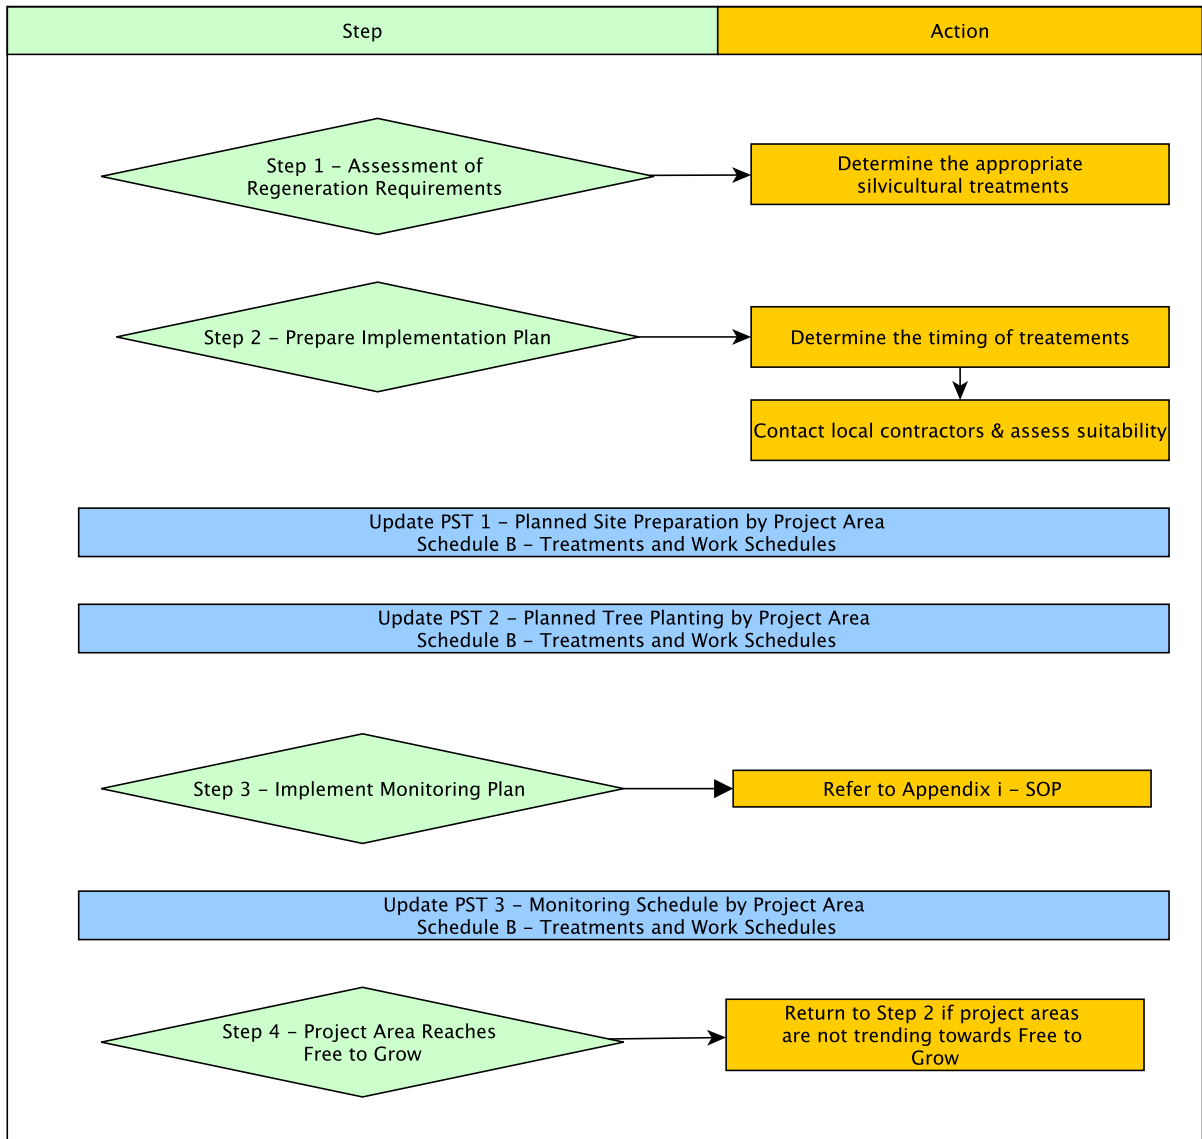 Step
Action
Step 1 – Assessment of
Regeneration Requirements
Determine the appropriate
silvicultural treatments
Step 2 – Prepare Implementation Plan
Determine the timing of treatements
Contact local contractors & assess suitability
Update PST 1 – Planned Site Preparation by Project Area
Schedule B – Treatments and Work Schedules
Update PST 2 – Planned Tree Planting by Project Area
Schedule B – Treatments and Work Schedules
Step 3 – Implement Monitoring Plan
Refer to Appendix i – SOP
Update PST 3 – Monitoring Schedule by Project Area
Schedule B – Treatments and Work Schedules
Step 4 – Project Area Reaches
Free to Grow
Return to Step 2 if project areas
are not trending towards Free to
Grow